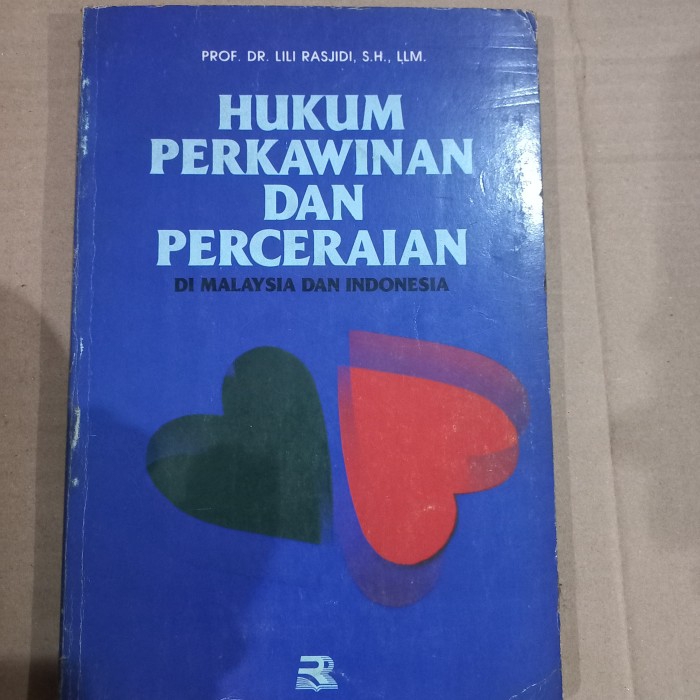 PROF. DR. LILI RASJIDI, S.H., LLM.
HUKUM
PERKAWINAN
DAN
PERCERAIAN
DI MALAYSIA DAN INDONESIA